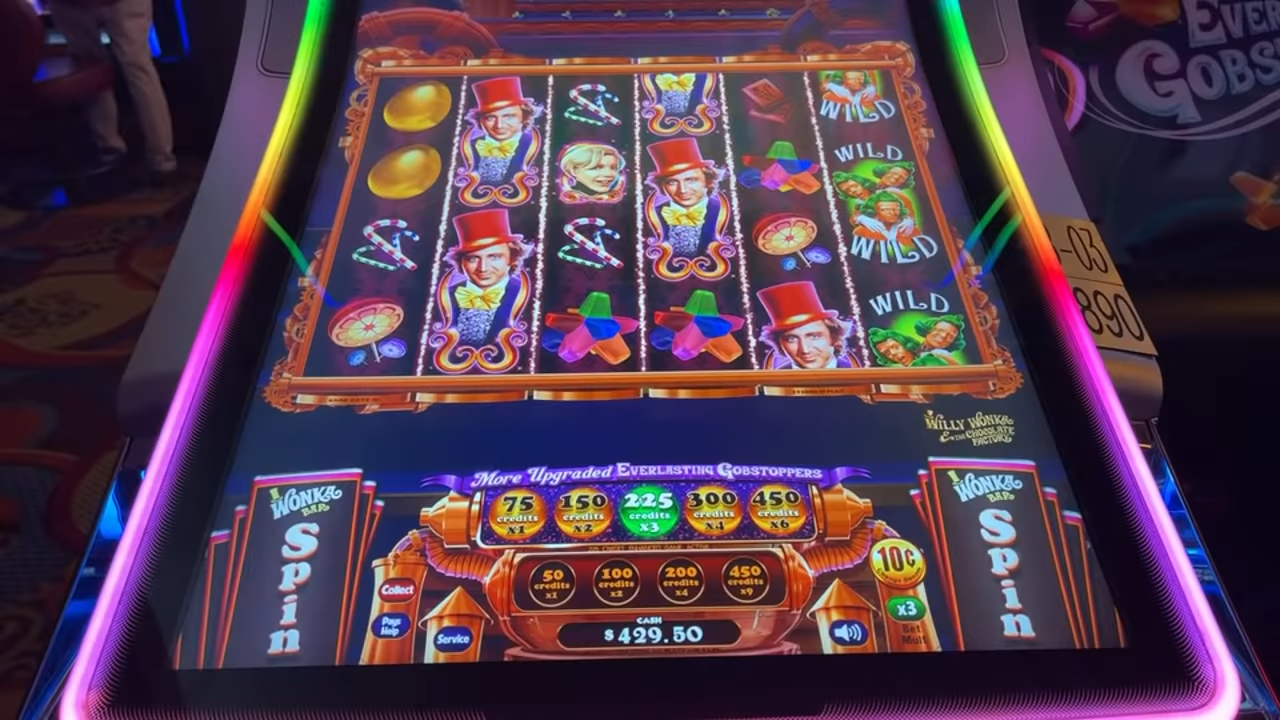 EVER
GOBS
WILD
WILD
WILD
WILD
-03
890
WILLY WONKA
& THE CHOCOLATE
FACTORY
More Upgraded Everlasting Gobstoppers
75 credits x1
150 credits x2
225 credits x3
300 credits x4
450 credits x6
50 credits x1
100 credits x2
200 credits x4
450 credits x9
WONKA
BAR
Spin
WONKA
BAR
Spin
Collect
Pays
Help
Service
10¢
x3
Bet
Mult
CASH
$429.50